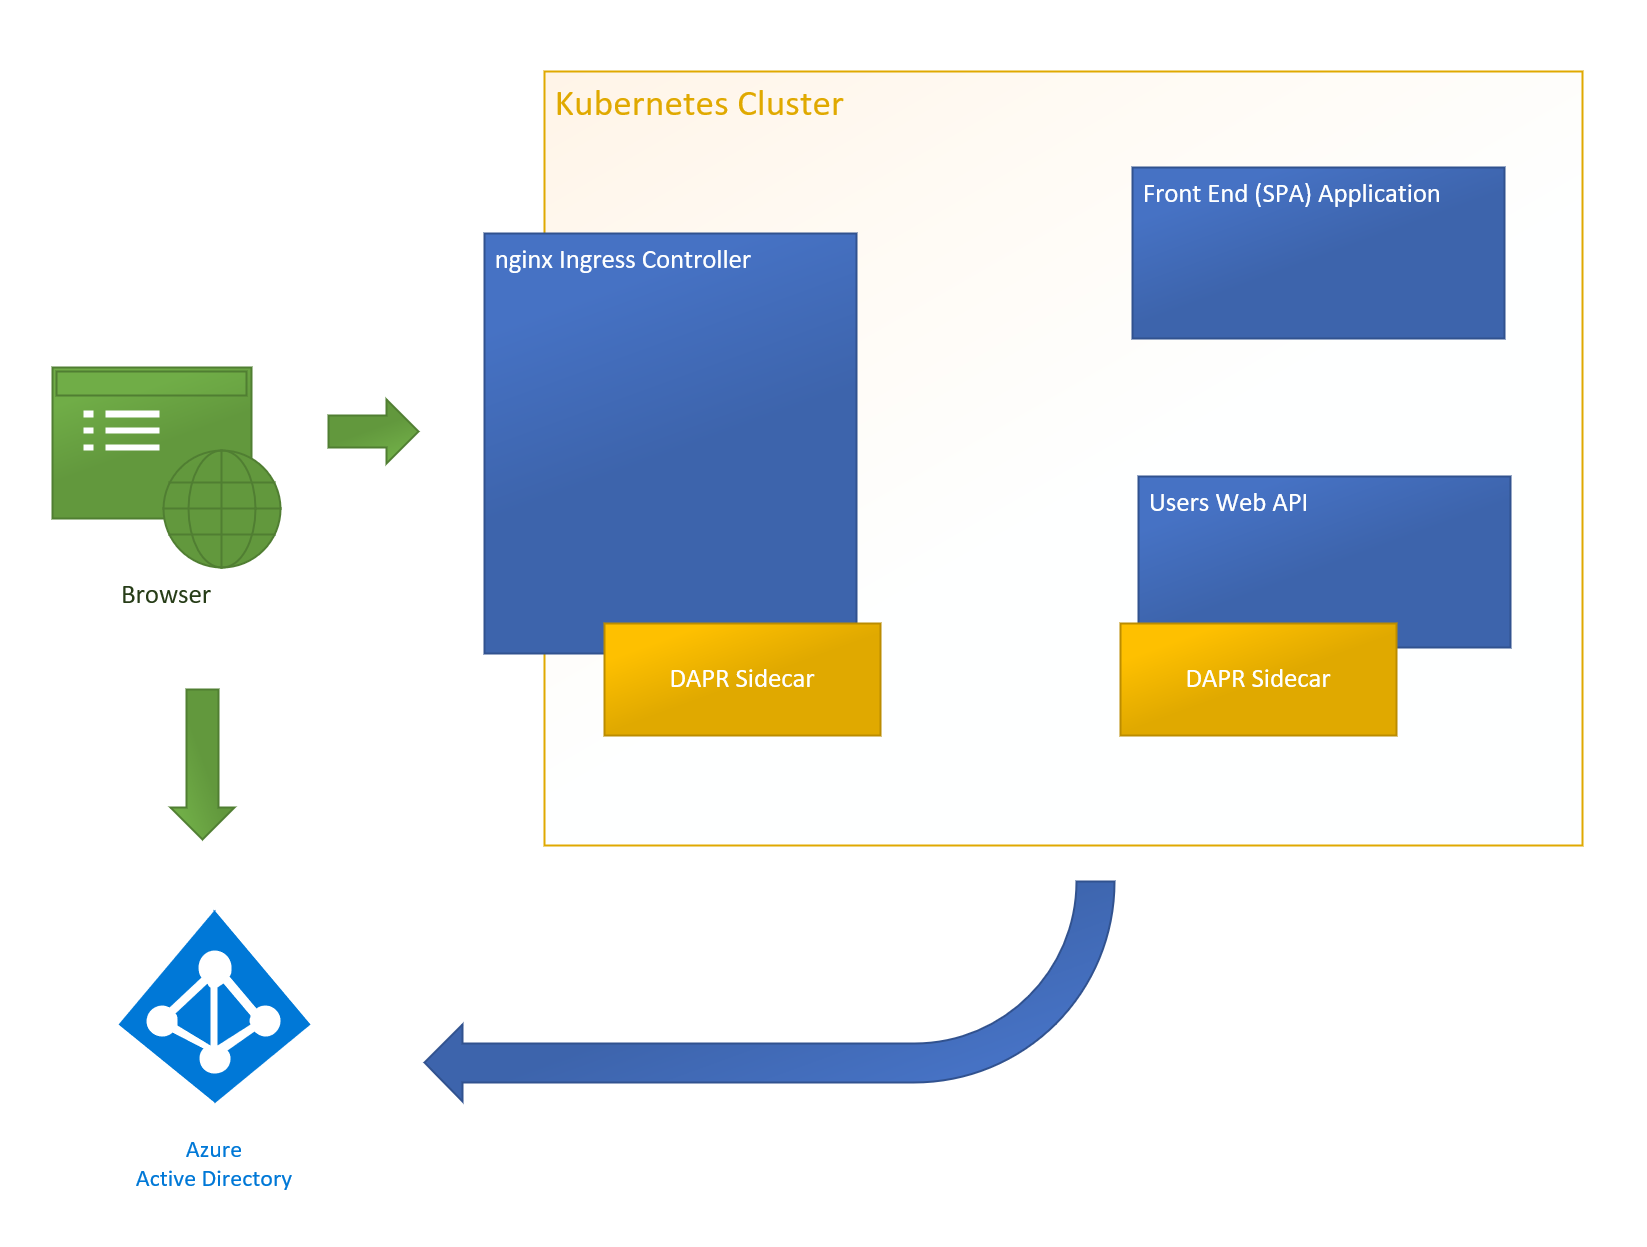 Kubernetes Cluster
Front End (SPA) Application
nginx Ingress Controller
Users Web API
Browser
DAPR Sidecar
DAPR Sidecar
Azure
Active Directory